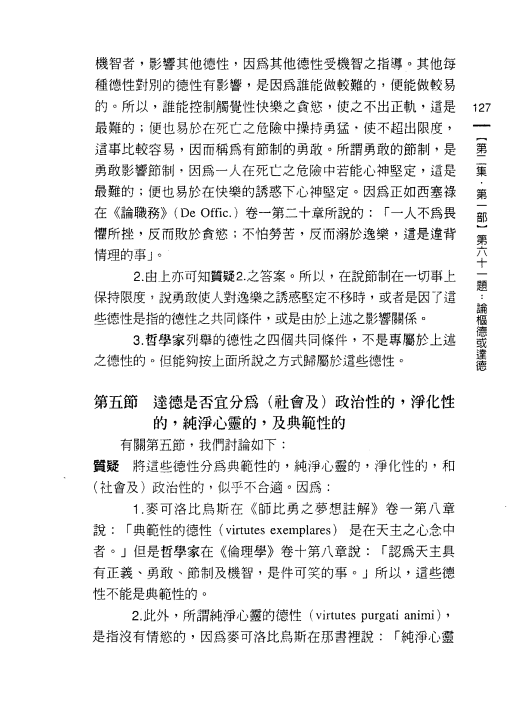 機智者，影響其他德性，因爲其他德性受機智之指導。其他每
種德性對別的德性有影響，是因爲誰能做較難的，便能做較易
的。所以，誰能控制觸覺性快樂之貪慾，使之不出正軌，這是
最難的；便也易於在死亡之危險中操持勇猛，使不超出限度，
這事比較容易，因而稱爲有節制的勇敢。所謂勇敢的節制，是
勇敢影響節制，因爲一人在死亡之危險中若能心神堅定，這是
最難的；便也易於在快樂的誘惑下心神堅定。因爲正如西塞祿
在《論職務》（De Offic.）卷一第二十章所說的：「一人不爲畏
懼所挫，反而敗於貪慾；不怕勞苦，反而溺於逸樂，這是違背
情理的事」。
2.由上亦可知質疑2.之答案。所以，在說節制在一切事上
保持限度，說勇敢使人對逸樂之誘惑堅定不移時，或者是因了這
些德性是指的德性之共同條件，或是由於上述之影響關係。
3.哲學家列舉的德性之四個共同條件，不是專屬於上述
之德性的。但能夠按上面所說之方式歸屬於這些德性。
第五節　達德是否宜分爲（社會及）政治性的，淨化性
的，純淨心靈的，及典範性的
有關第五節，我們討論如下：
質疑　將這些德性分爲典範性的，純淨心靈的，淨化性的，和
（社會及）政治性的，似乎不合適。因爲：
1.麥可洛比烏斯在《師比勇之夢想註解》卷一第八章
說：「典範性的德性（virtutes exemplares） 是在天主之心念中
者。」但是哲學家在《倫理學》卷十第八章說：「認爲天主具
有正義、勇敢、節制及機智，是件可笑的事。」所以，這些德
性不能是典範性的。
2.此外，所謂純淨心靈的德性（virtutes purgati animi），
是指沒有情慾的，因爲麥可洛比烏斯在那書裡說：「純淨心靈
127
【第二集．第一部】第六十一題：論樞德或達德